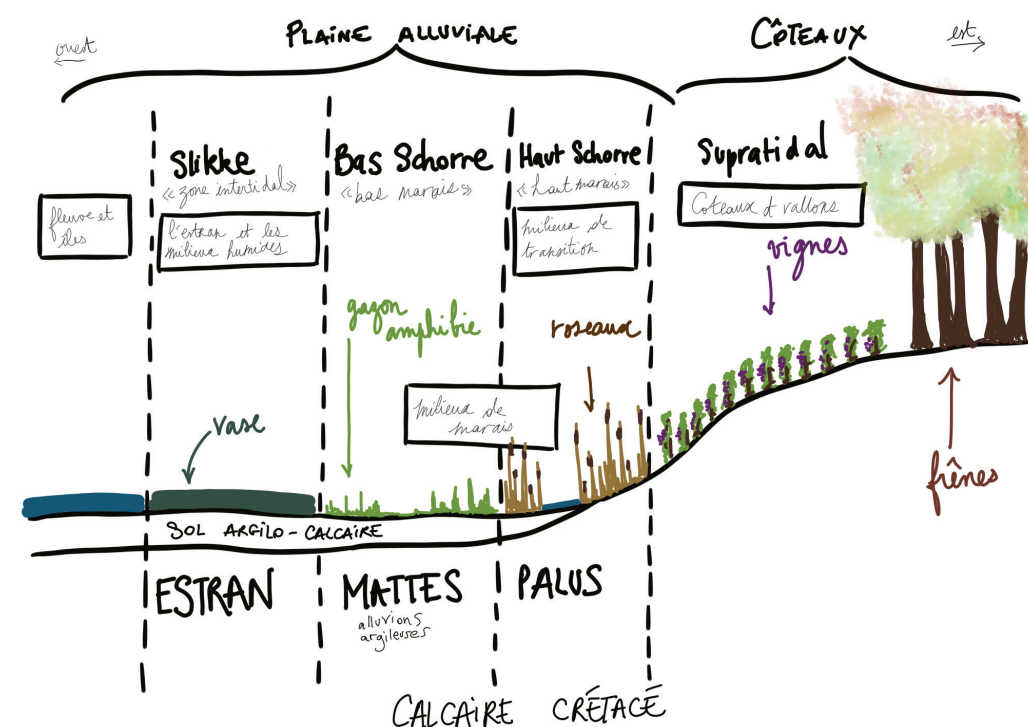 ouest
PLAINE ALLUVIALE
CÔTEAUX
est
Slikke
Bas Schorre
Haut Schorre
Supratidal
« zone intertidal»
« bas marais »
« haut marais»
fleuve et
îles
l'estran et les
milieux humides
milieux de
transition
Coteaux et vallons
vignes
gazon
amphibie
roseaux
milieux de
marais
vase
frênes
SOL ARGILO-CALCAIRE
ESTRAN
MATTES
alluvions
argileuses
PALUS
CALCAIRE CRÉTACÉ